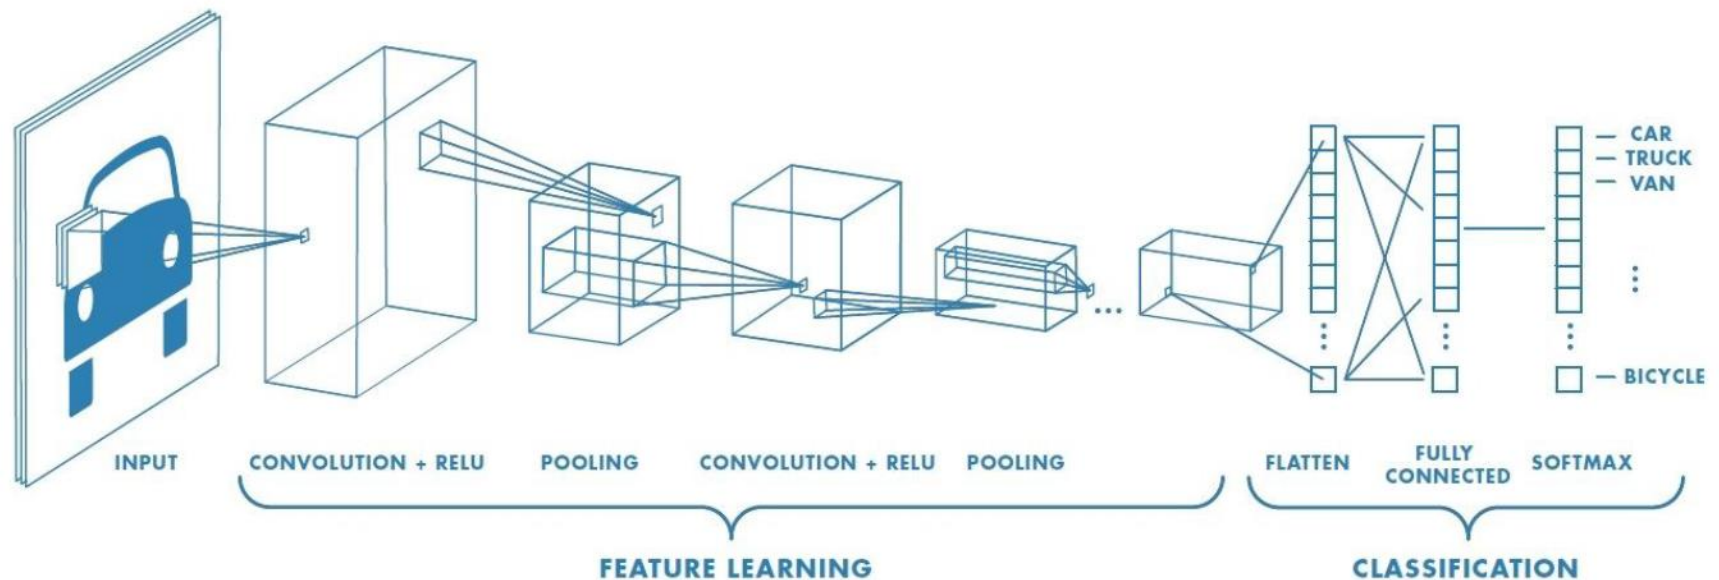 CAR
TRUCK
VAN
BICYCLE
INPUT
CONVOLUTION + RELU
POOLING
CONVOLUTION + RELU
POOLING
FLATTEN
FULLY
CONNECTED
SOFTMAX
FEATURE LEARNING
CLASSIFICATION